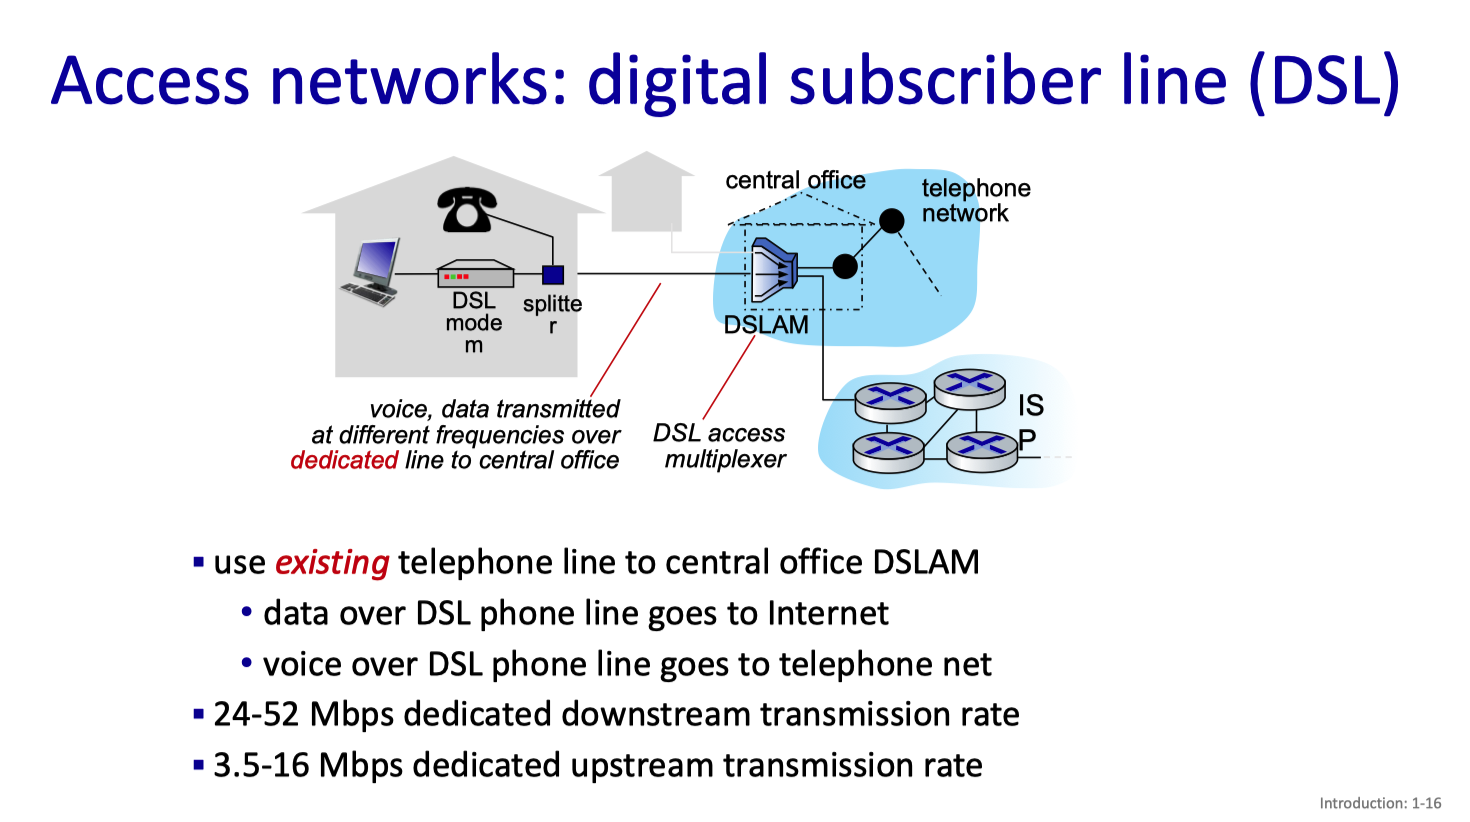 Access networks: digital subscriber line (DSL)
central office
telephone
network
DSL
mode
m
splitte
r
DSLAM
voice, data transmitted
at different frequencies over
dedicated line to central office
DSL access
multiplexer
IS
P
▪ use existing telephone line to central office DSLAM
• data over DSL phone line goes to Internet
• voice over DSL phone line goes to telephone net
▪ 24-52 Mbps dedicated downstream transmission rate
▪ 3.5-16 Mbps dedicated upstream transmission rate
Introduction: 1-16